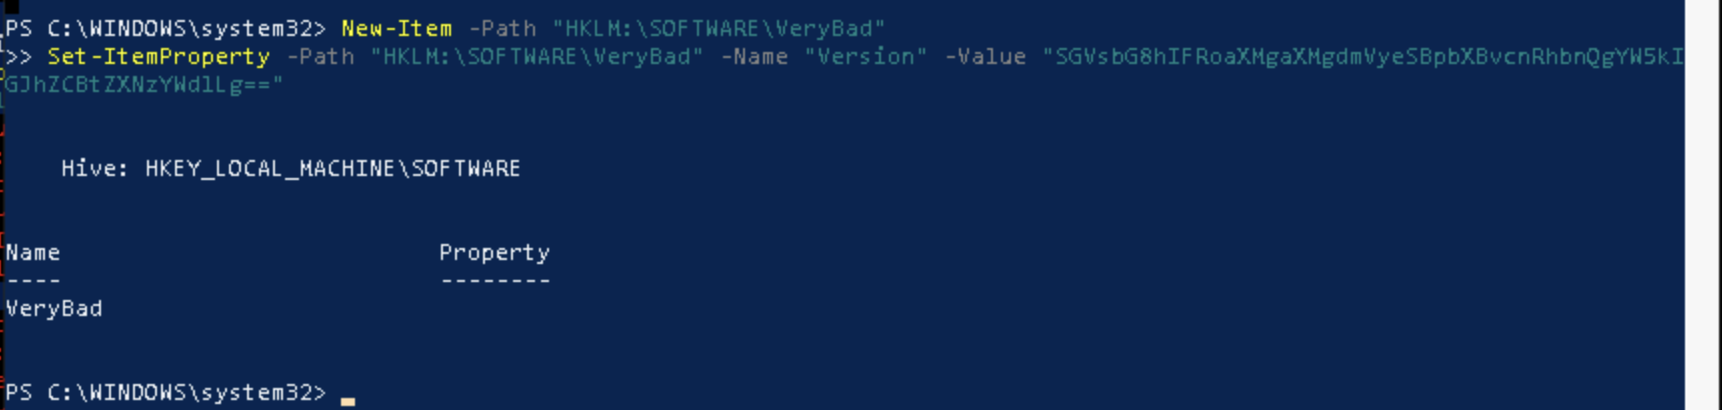 PS C:\WINDOWS\system32> New-Item -Path "HKLM:\SOFTWARE\VeryBad"
>> Set-ItemProperty -Path "HKLM:\SOFTWARE\VeryBad" -Name "Version" -Value "SGVsbG8hIFRoaXMgaXMgdmVyeSBpbXBvcnRhbnQgYW5kI
GJhZCBtZXNzYWdlLg=="
Hive: HKEY_LOCAL_MACHINE\SOFTWARE
Name Property
---- --------
VeryBad
PS C:\WINDOWS\system32>